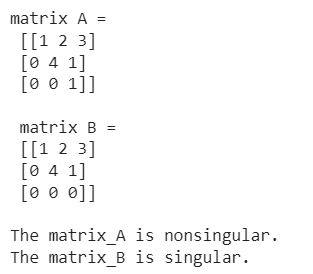 matrix A =
[[1 2 3]
[0 4 1]
[0 0 1]]
matrix B =
[[1 2 3]
[0 4 1]
[0 0 0]]
The matrix_A is nonsingular.
The matrix_B is singular.